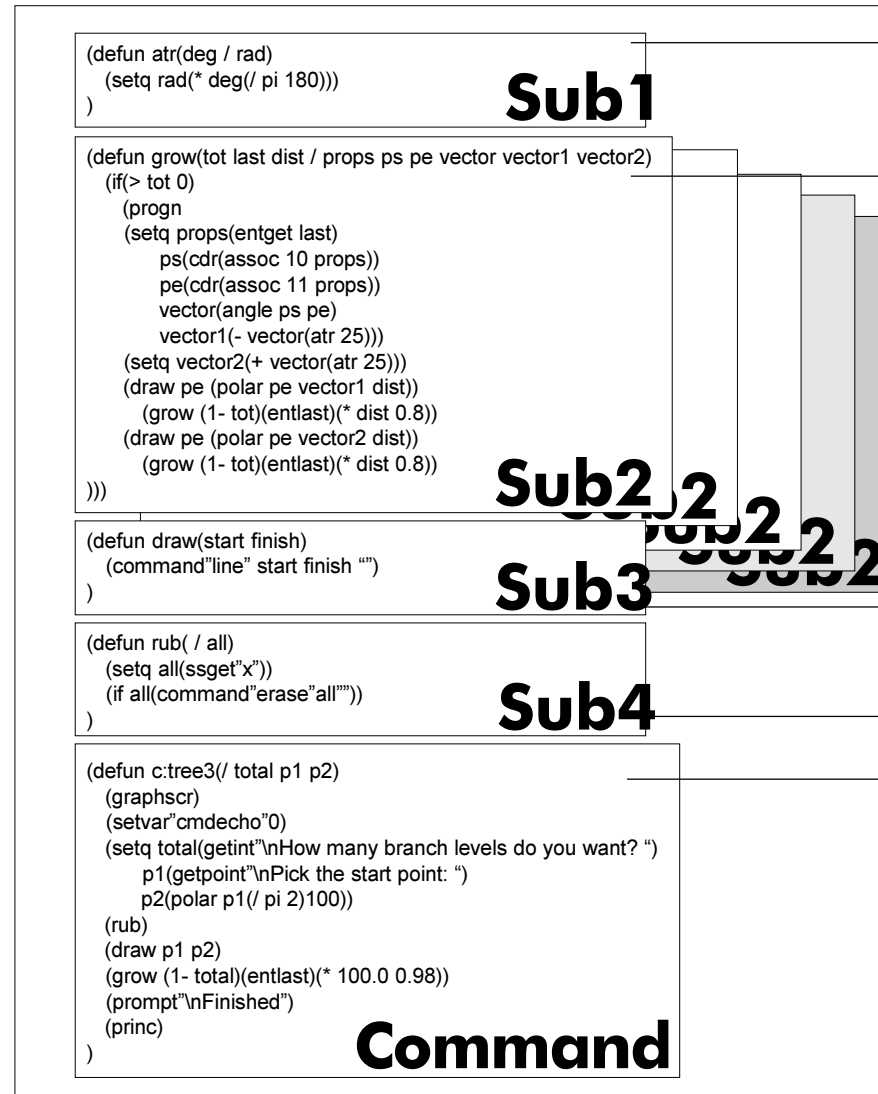 (defun atr(deg / rad)
(setq rad(* deg(/ pi 180)))
)
Sub1
(defun grow(tot last dist / props ps pe vector vector1 vector2)
(if(> tot 0)
(progn
(setq props(entget last)
ps(cdr(assoc 10 props))
pe(cdr(assoc 11 props))
vector(angle ps pe)
vector1(- vector(atr 25)))
(setq vector2(+ vector(atr 25)))
(draw pe (polar pe vector1 dist))
(grow (1- tot)(entlast)(* dist 0.8))
(draw pe (polar pe vector2 dist))
(grow (1- tot)(entlast)(* dist 0.8))
)))
Sub2
Sub2
Sub2
Sub2
Sub2
(defun draw(start finish)
(command”line” start finish “”)
)
Sub3
(defun rub( / all)
(setq all(ssget”x”))
(if all(command”erase”all””))
)
Sub4
(defun c:tree3(/ total p1 p2)
(graphscr)
(setvar”cmdecho”0)
(setq total(getint”\nHow many branch levels do you want? “)
p1(getpoint”\nPick the start point: “)
p2(polar p1(/ pi 2)100))
(rub)
(draw p1 p2)
(grow (1- total)(entlast)(* 100.0 0.98))
(prompt”\nFinished”)
(princ)
)
Command